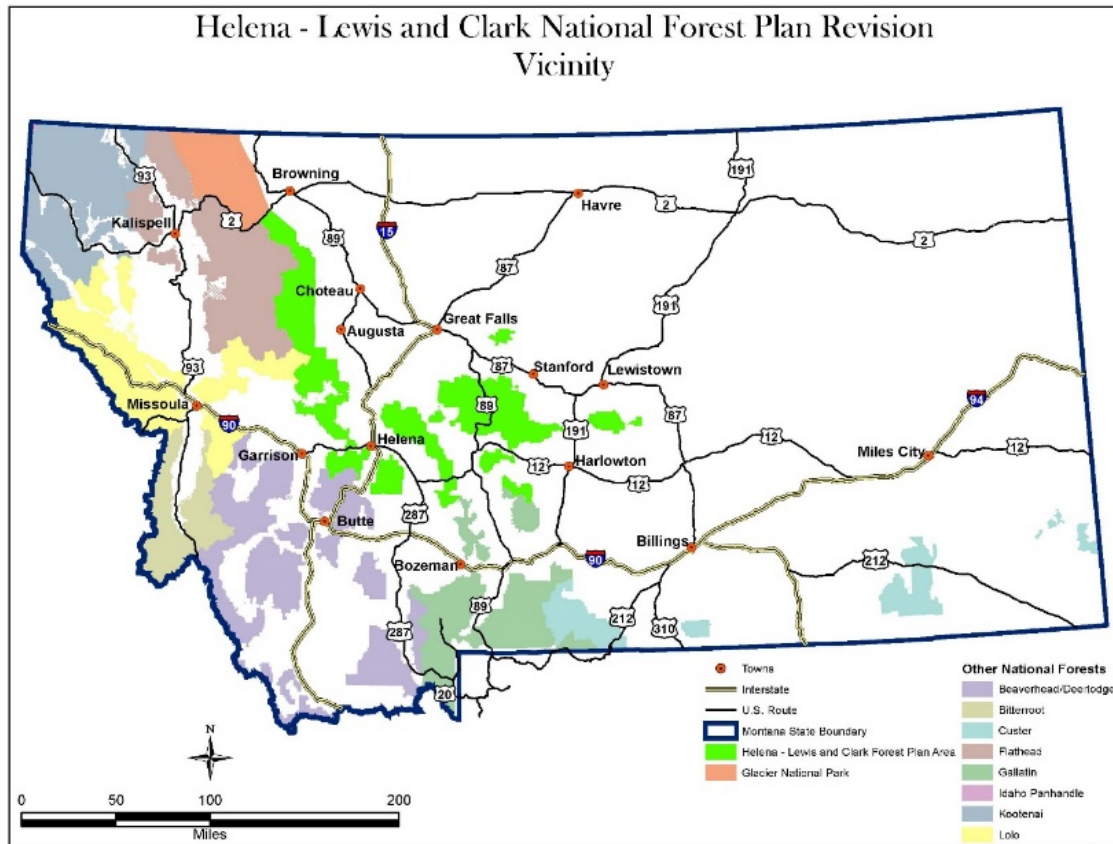 Helena - Lewis and Clark National Forest Plan Revision
Vicinity
93
Browning
191
Havre
2
Kalispell
2
15
89
2
87
Choteau
191
Augusta
Great Falls
93
87
Stanford
Lewistown
89
87
94
Missoula
90
Helena
191
12
Garrison
12
Harlowton
12
Miles City
12
Butte
287
Billings
Bozeman
90
212
89
212
310
287
20
Towns
Interstate
U.S. Route
Montana State Boundary
Helena - Lewis and Clark Forest Plan Area
Glacier National Park
Other National Forests
Beaverhead/Deerlodge
Bitterroot
Custer
Flathead
Gallatin
Idaho Panhandle
Kootenai
Lolo
N
0 50 100 200
Miles